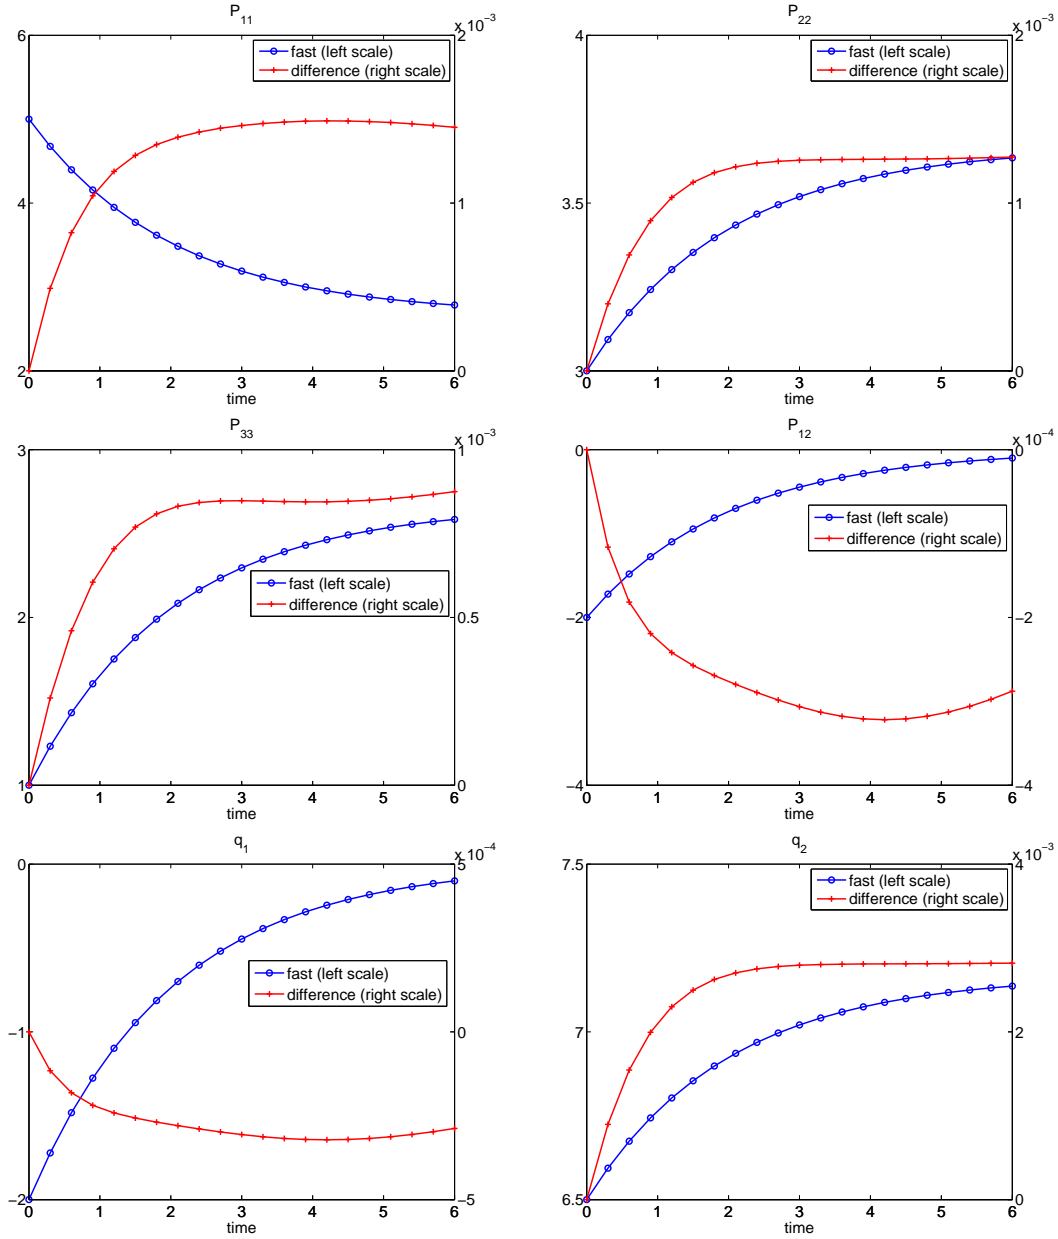 P11
x 10−3
6
2
fast (left scale)
difference (right scale)
4
1
2
0
0 1 2 3 4 5 6
time
P22
x 10−3
4
2
fast (left scale)
difference (right scale)
3.5
1
3
0
0 1 2 3 4 5 6
time
P33
x 10−3
3
1
fast (left scale)
difference (right scale)
2
0.5
1
0
0 1 2 3 4 5 6
time
P12
x 10−4
0
0
fast (left scale)
difference (right scale)
−2
−2
−4
−4
0 1 2 3 4 5 6
time
q1
x 10−4
0
5
fast (left scale)
difference (right scale)
−1
0
−2
−5
0 1 2 3 4 5 6
time
q2
x 10−3
7.5
4
fast (left scale)
difference (right scale)
7
2
6.5
0
0 1 2 3 4 5 6
time